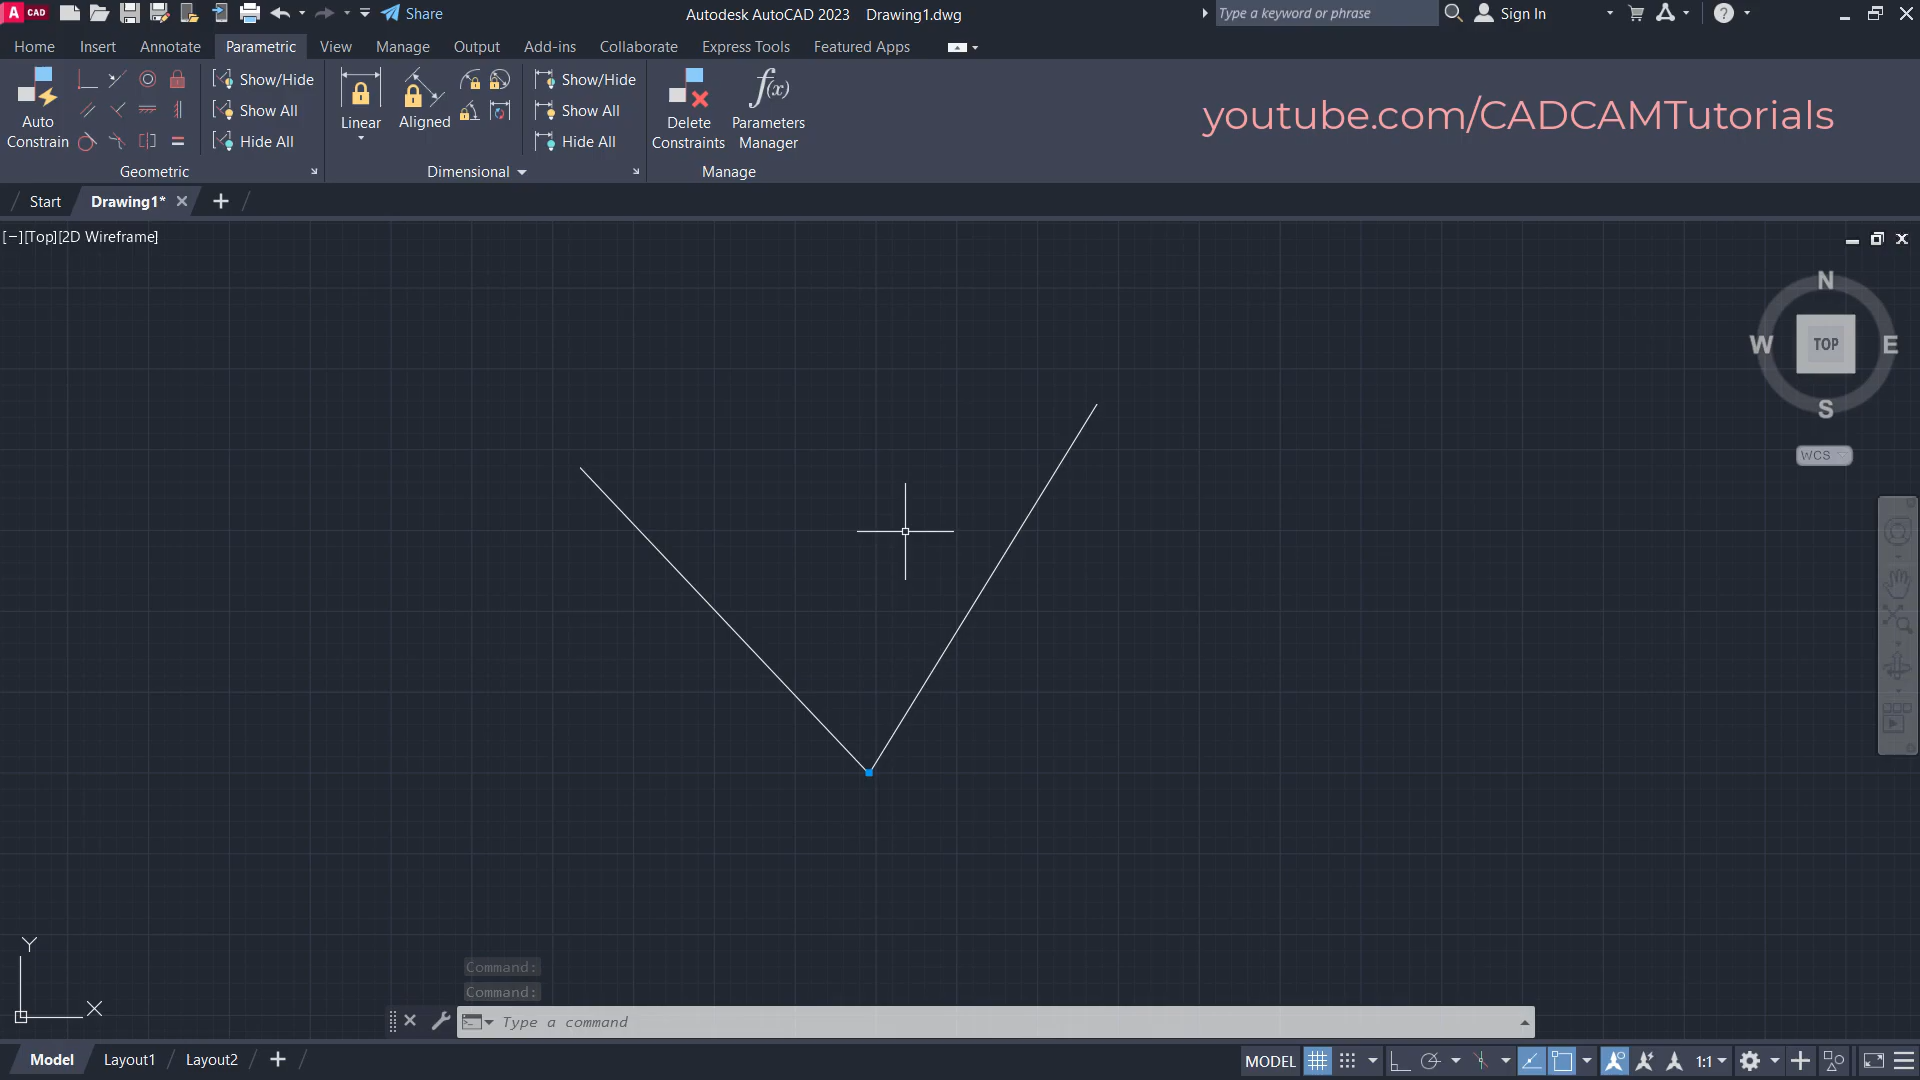 A CAD
Share
Autodesk AutoCAD 2023 Drawing1.dwg
Type a keyword or phrase
Sign In
Home Insert Annotate Parametric View Manage Output Add-ins Collaborate Express Tools Featured Apps
Auto
Constrain
Show/Hide
Show All
Hide All
Geometric
Linear
Aligned
Show/Hide
Show All
Hide All
Dimensional
Delete
Constraints
f(x)
Parameters
Manager
Manage
youtube.com/CADCAMTutorials
Start Drawing1*
[−][Top][2D Wireframe]
N
W TOP E
S
WCS
Y
X
Command:
Command:
Type a command
Model Layout1 Layout2
MODEL
1:1